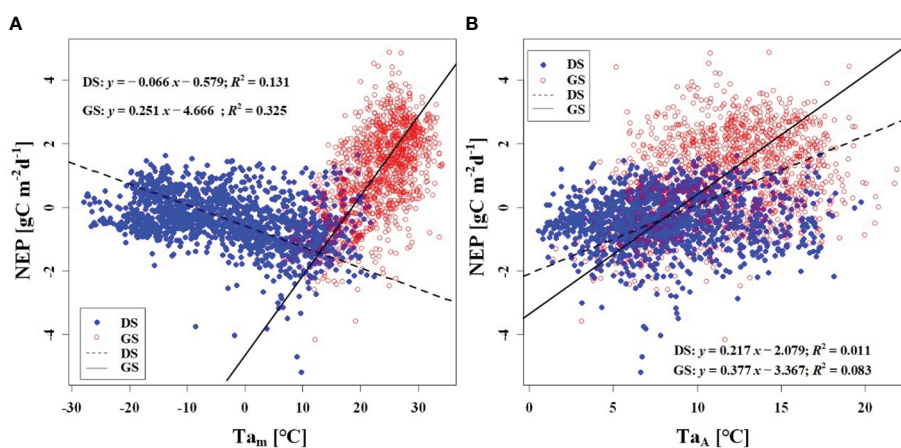 A
B
DS: y = − 0.066 x − 0.579; R² = 0.131
GS: y = 0.251 x − 4.666 ; R² = 0.325
NEP [gC m⁻²d⁻¹]
4
2
0
-2
-4
DS
GS
DS
GS
-30 -20 -10 0 10 20 30
Taₘ [°C]
DS
GS
DS
GS
NEP [gC m⁻²d⁻¹]
4
2
0
-2
-4
DS: y = 0.217 x − 2.079; R² = 0.011
GS: y = 0.377 x − 3.367; R² = 0.083
0 5 10 15 20
Ta_A [°C]